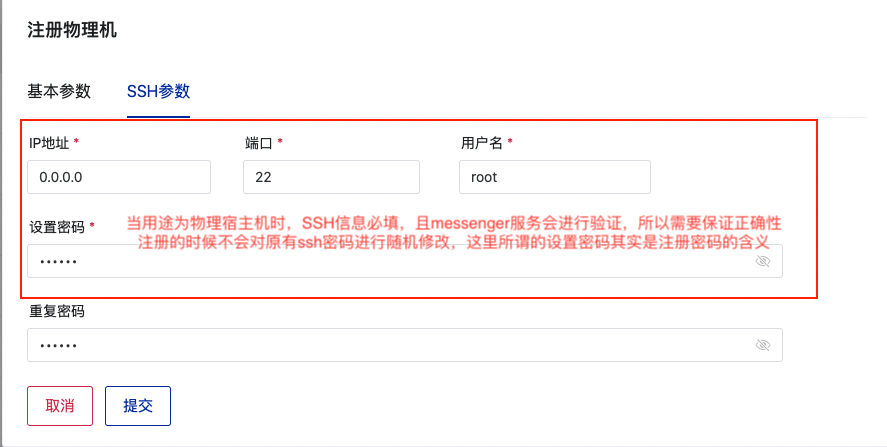 注册物理机
基本参数 SSH参数
IP地址 * 端口 * 用户名 *
0.0.0.0 22 root
设置密码 * 当用途为物理宿主机时，SSH信息必填，且messenger服务会进行验证，所以需要保证正确性
注册的时候不会对原有ssh密码进行随机修改，这里所谓的设置密码其实是注册密码的含义
••••••
重复密码
••••••
取消 提交